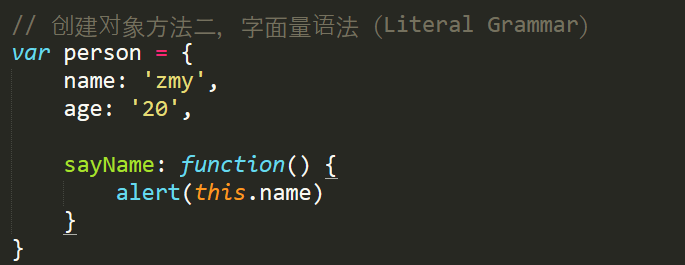 // 创建对象方法二，字面量语法（Literal Grammar）
var person = {
    name: 'zmy',
    age: '20',

    sayName: function() {
        alert(this.name)
    }
}